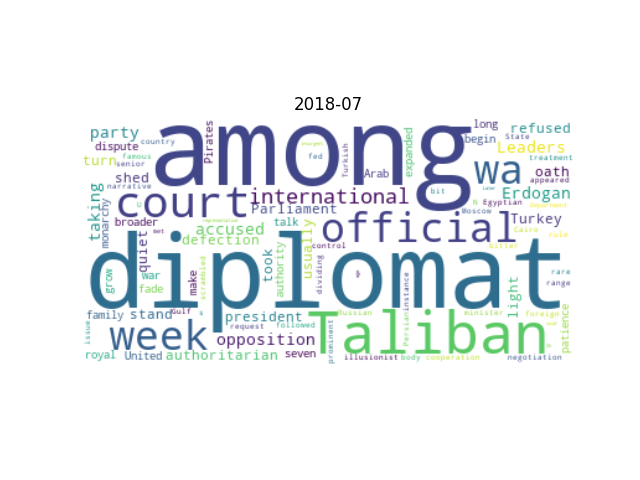 2018-07
among
diplomat
Taliban
court
official
week
wa
international
party
dispute
turn
famous
country
senior
shed
narrative
taking
monarchy
broader
quiet
accused
defection
Parliament
talk
took
authority
usually
Pirates
fed
Turkish
Arab
expanded
long
begin
State
refused
Leaders
treatment
oath
appeared
Erdogan
bit
Moscow
N
Egyptian
Turkey
Cairo
rule
bitter
control
dividing
war
make
fade
grow
scrambled
family
stand
Gulf
s
president
request
followed
opposition
royal
United
authoritarian
seven
issue
prominent
Russian
Persian
instance
minister
light
foreign
rare
range
patience
illusionist
body
cooperation
negotiation